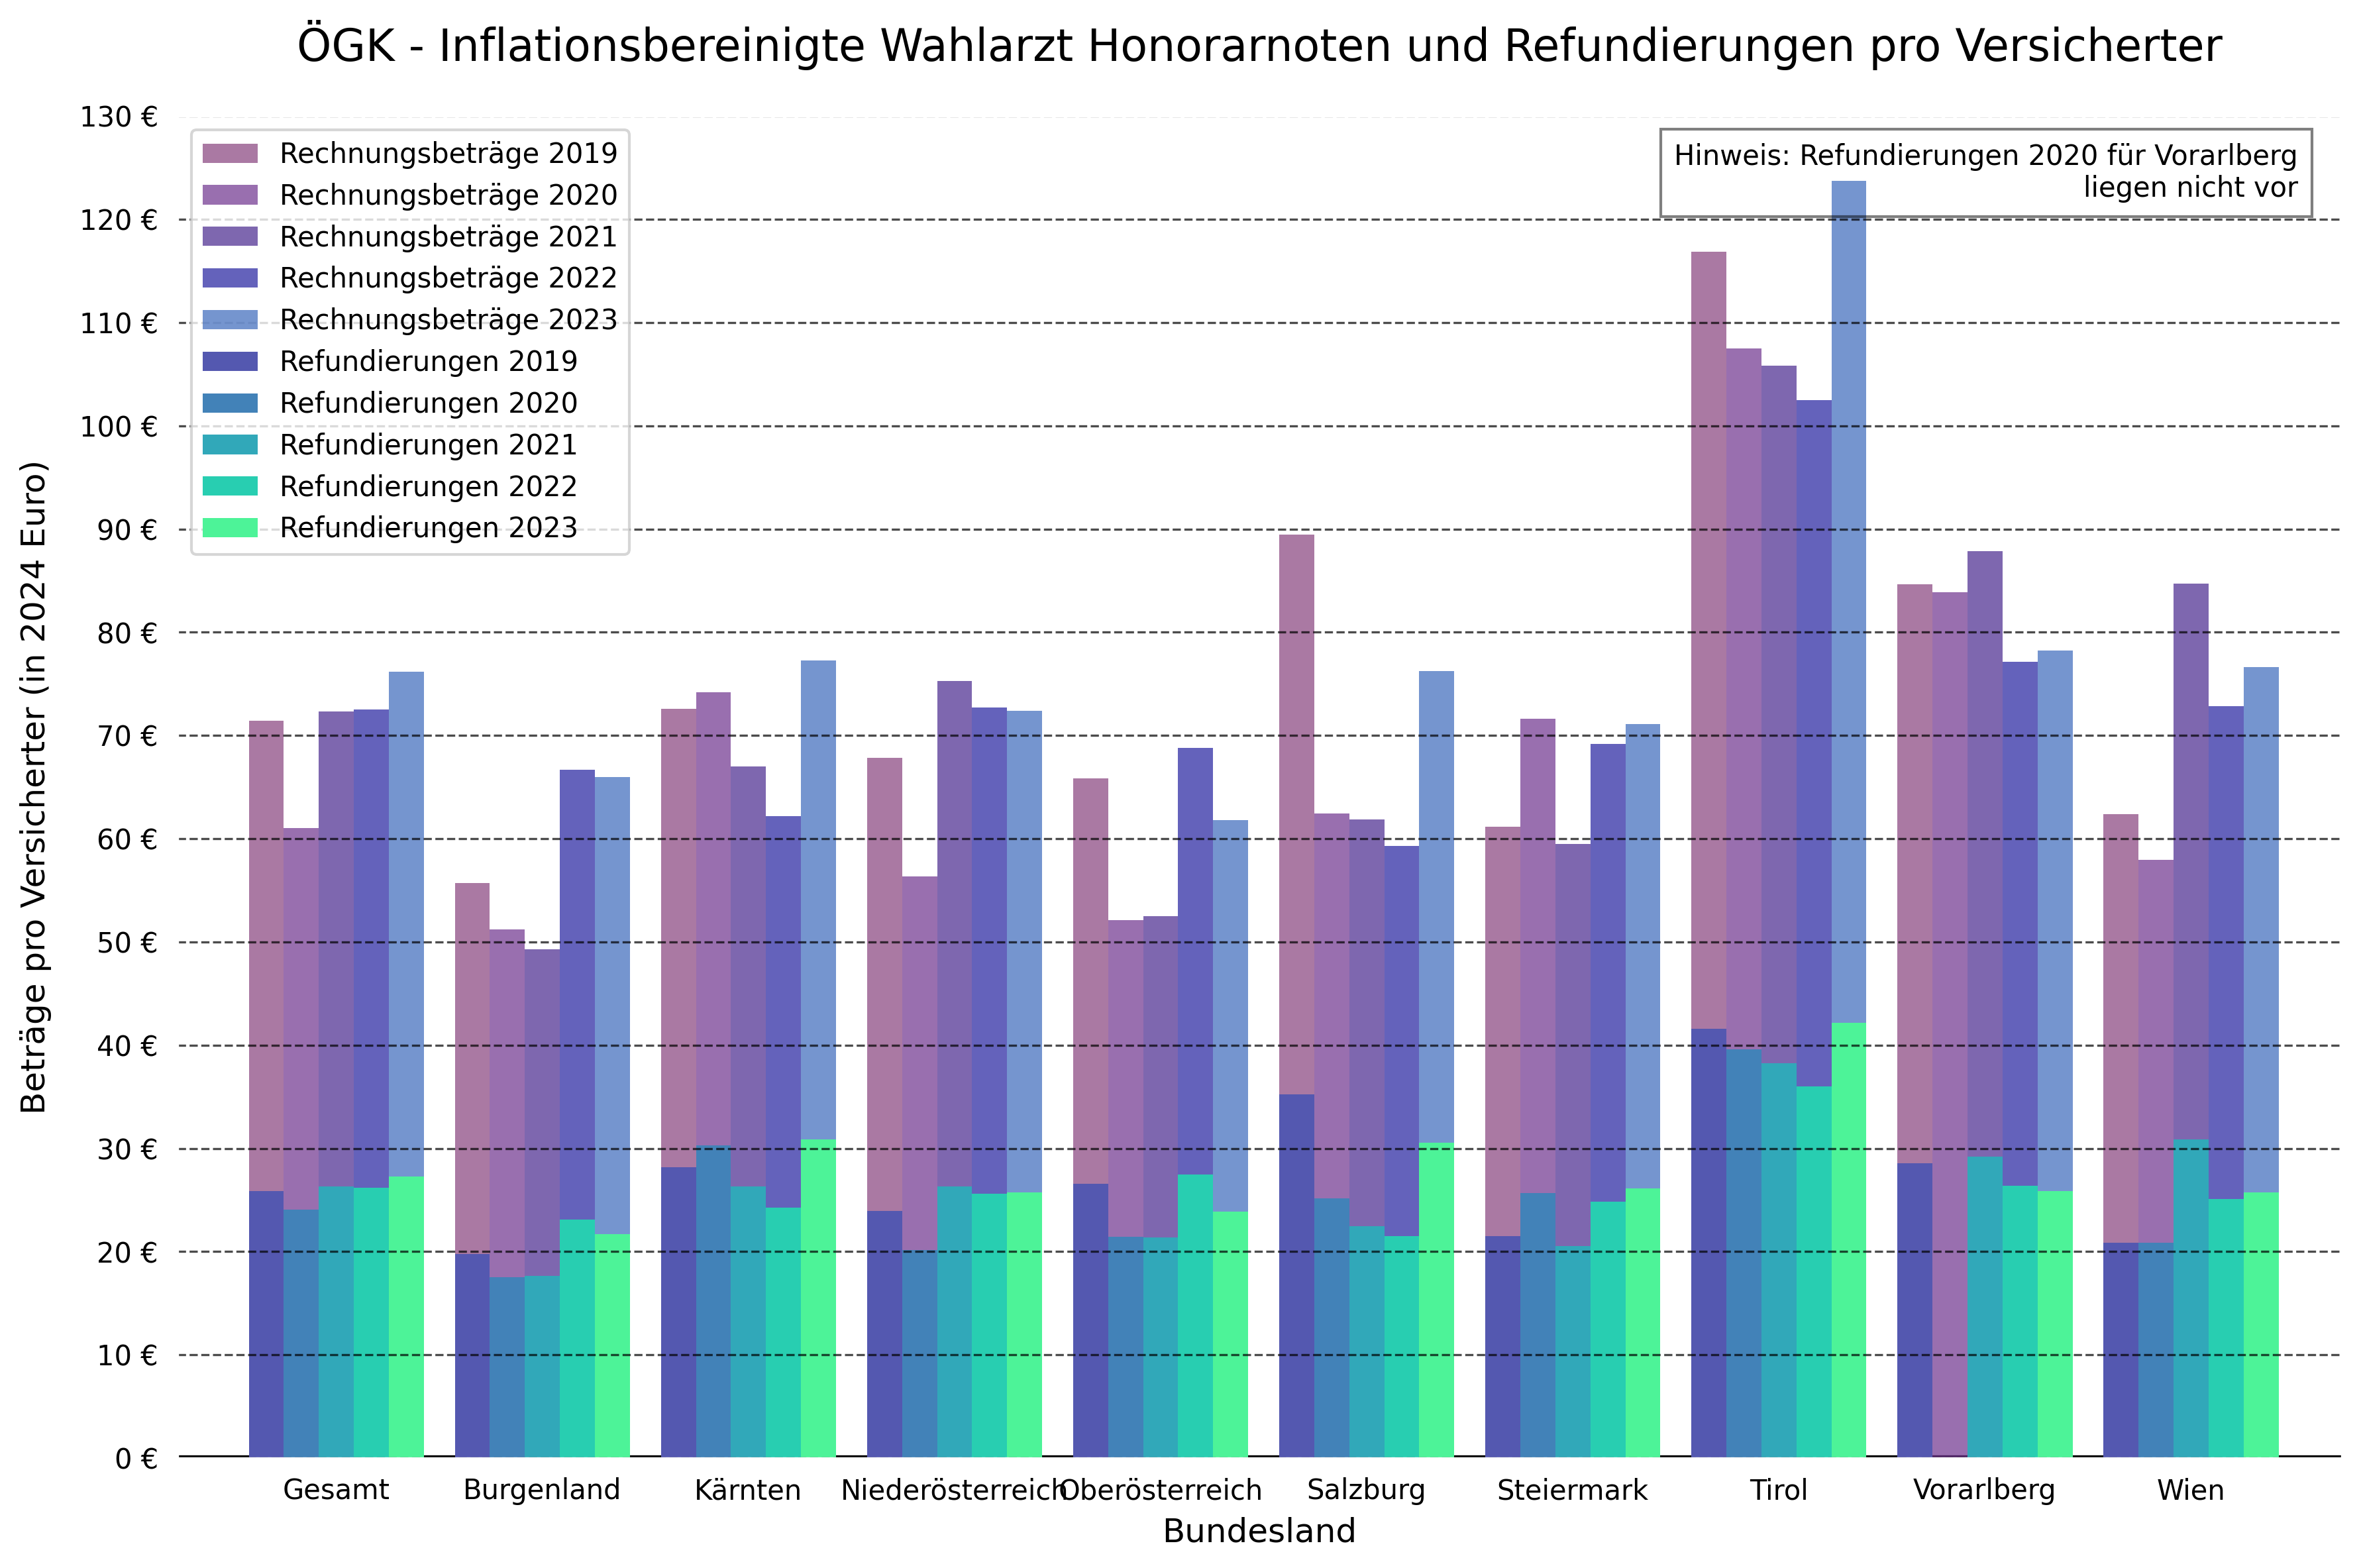 ÖGK - Inflationsbereinigte Wahlarzt Honorarnoten und Refundierungen pro Versicherter
Beträge pro Versicherter (in 2024 Euro)
130 €
120 €
110 €
100 €
90 €
80 €
70 €
60 €
50 €
40 €
30 €
20 €
10 €
0 €
Rechnungsbeträge 2019
Rechnungsbeträge 2020
Rechnungsbeträge 2021
Rechnungsbeträge 2022
Rechnungsbeträge 2023
Refundierungen 2019
Refundierungen 2020
Refundierungen 2021
Refundierungen 2022
Refundierungen 2023
Hinweis: Refundierungen 2020 für Vorarlberg
liegen nicht vor
Gesamt Burgenland Kärnten Niederösterreich Oberösterreich Salzburg Steiermark Tirol Vorarlberg Wien
Bundesland